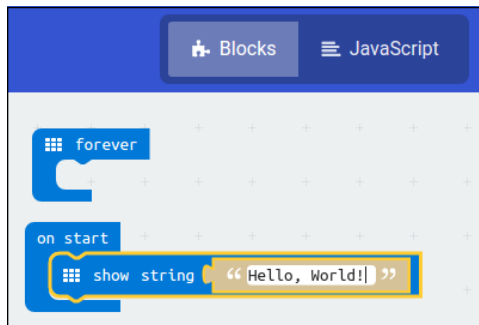 Blocks JavaScript
forever
on start
show string “ Hello, World! ”